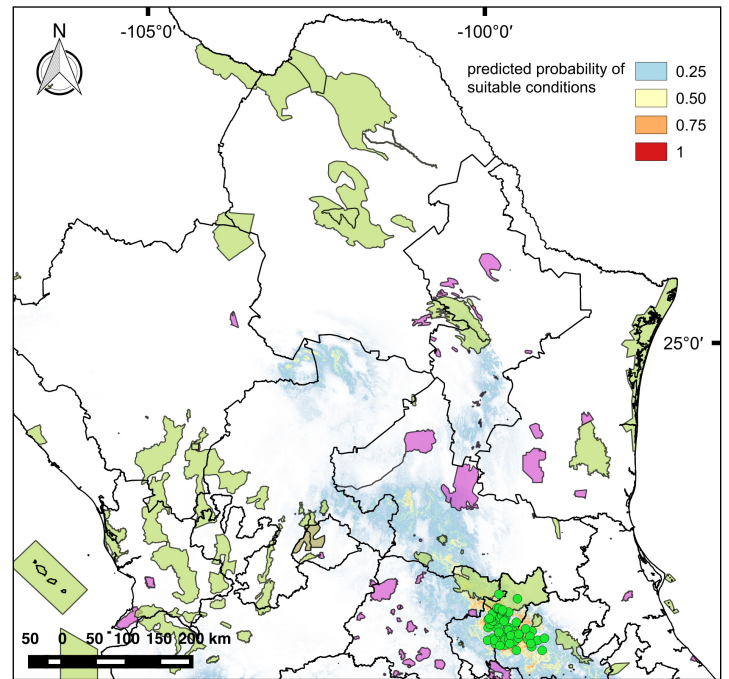 N
-105°0′
-100°0′
predicted probability of
suitable conditions
0.25
0.50
0.75
1
25°0′
50 0 50 100 150 200 km